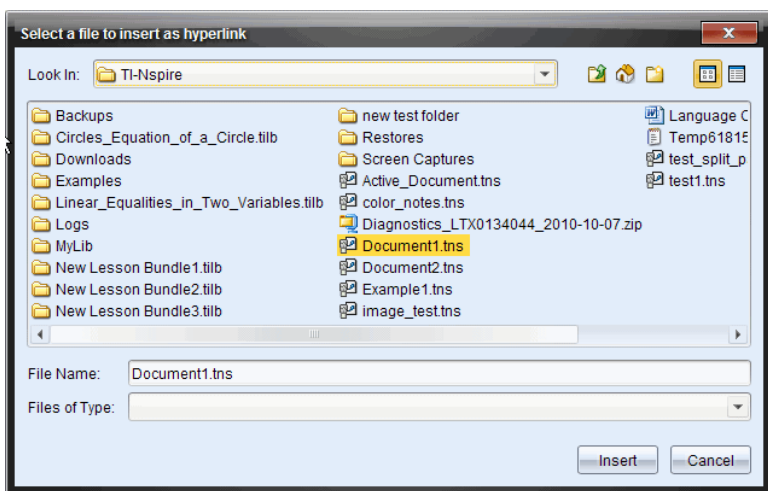 Select a file to insert as hyperlink
Look In: TI-Nspire
Backups
Circles_Equation_of_a_Circle.tilb
Downloads
Examples
Linear_Equalities_in_Two_Variables.tilb
Logs
MyLib
New Lesson Bundle1.tilb
New Lesson Bundle2.tilb
New Lesson Bundle3.tilb
new test folder
Restores
Screen Captures
Active_Document.tns
color_notes.tns
Diagnostics_LTX0134044_2010-10-07.zip
Document1.tns
Document2.tns
Example1.tns
image_test.tns
Language C
Temp61815
test_split_p
test1.tns
File Name: Document1.tns
Files of Type:
Insert Cancel